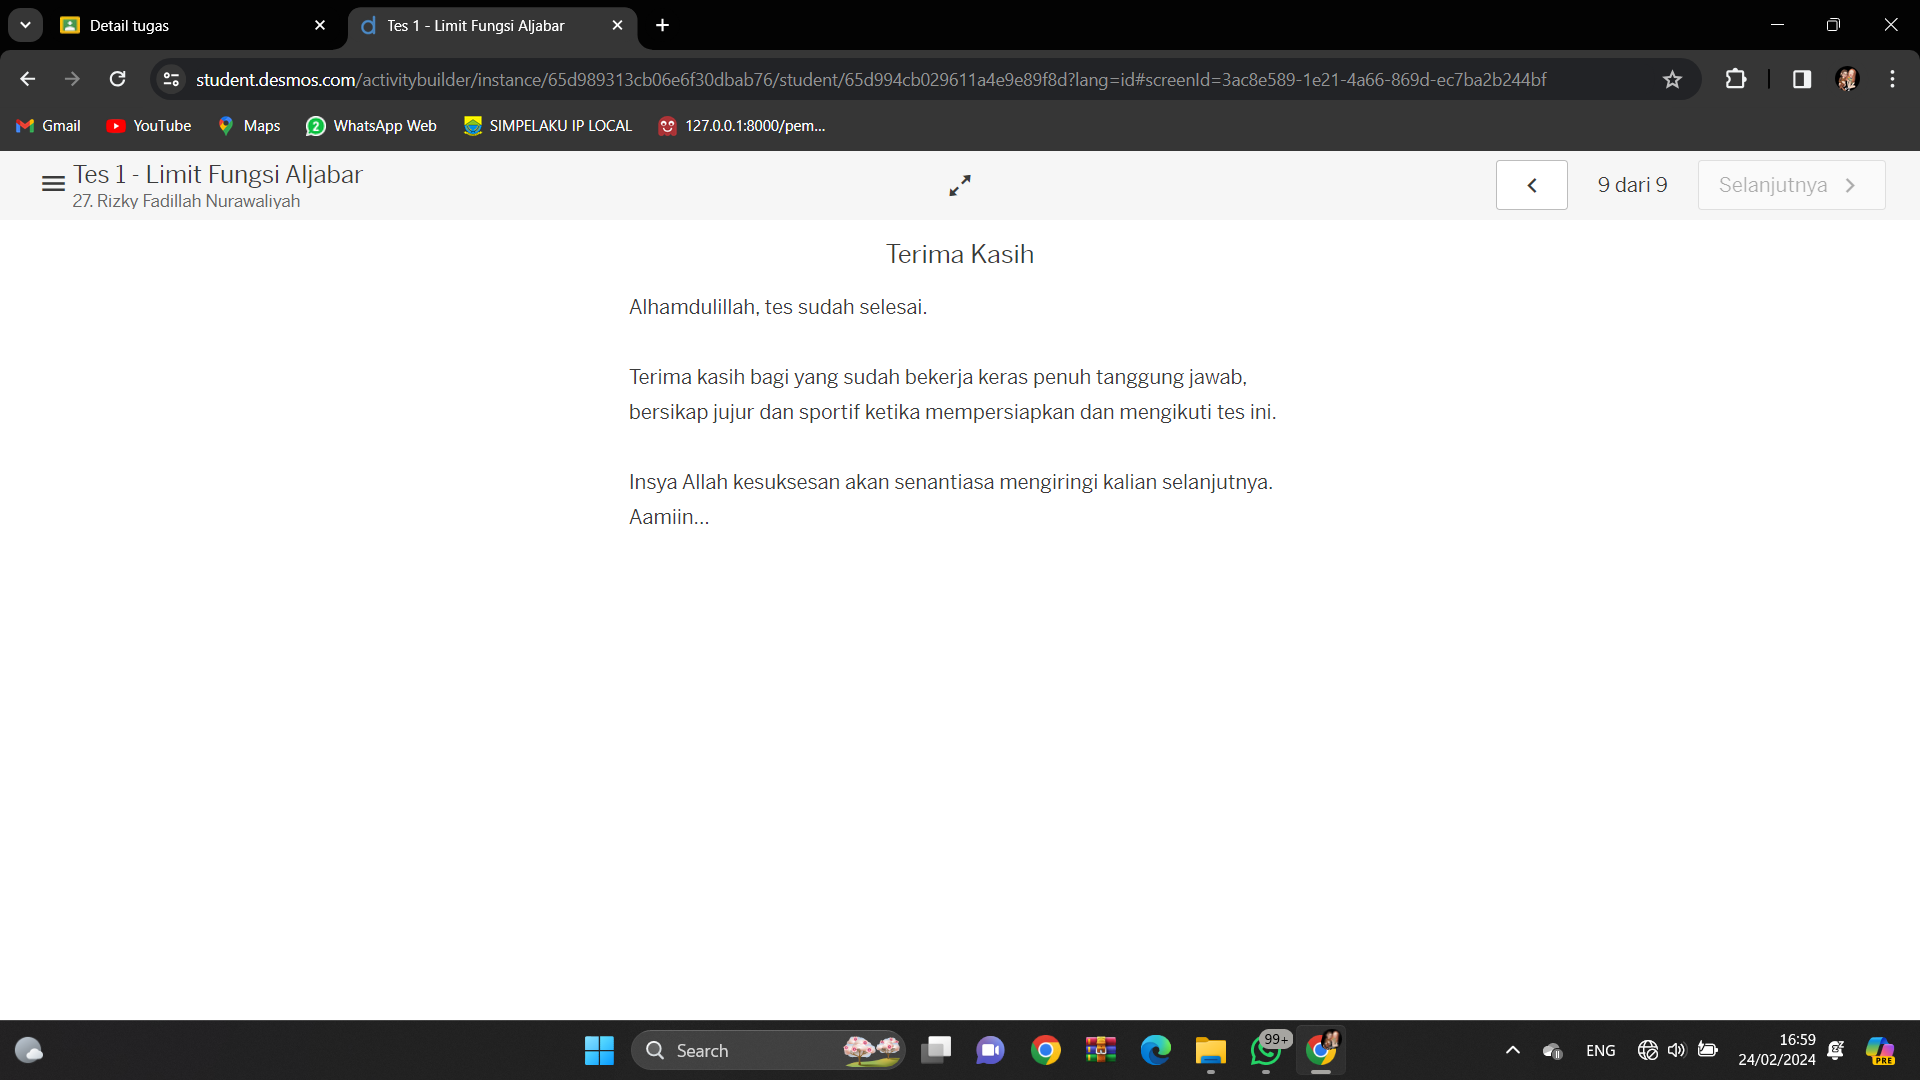 Detail tugas
Tes 1 - Limit Fungsi Aljabar
student.desmos.com/activitybuilder/instance/65d989313cb06e6f30dbab76/student/65d994cb029611a4e9e89f8d?lang=id#screenId=3ac8e589-1e21-4a66-869d-ec7ba2b244bf
Gmail
YouTube
Maps
2
WhatsApp Web
SIMPELAKU IP LOCAL
127.0.0.1:8000/pem...
Tes 1 - Limit Fungsi Aljabar
27. Rizky Fadillah Nurawaliyah
9 dari 9
Selanjutnya
Terima Kasih
Alhamdulillah, tes sudah selesai.
Terima kasih bagi yang sudah bekerja keras penuh tanggung jawab,
bersikap jujur dan sportif ketika mempersiapkan dan mengikuti tes ini.
Insya Allah kesuksesan akan senantiasa mengiringi kalian selanjutnya.
Aamiin...
Search
99+
ENG
16:59
24/02/2024
PRE